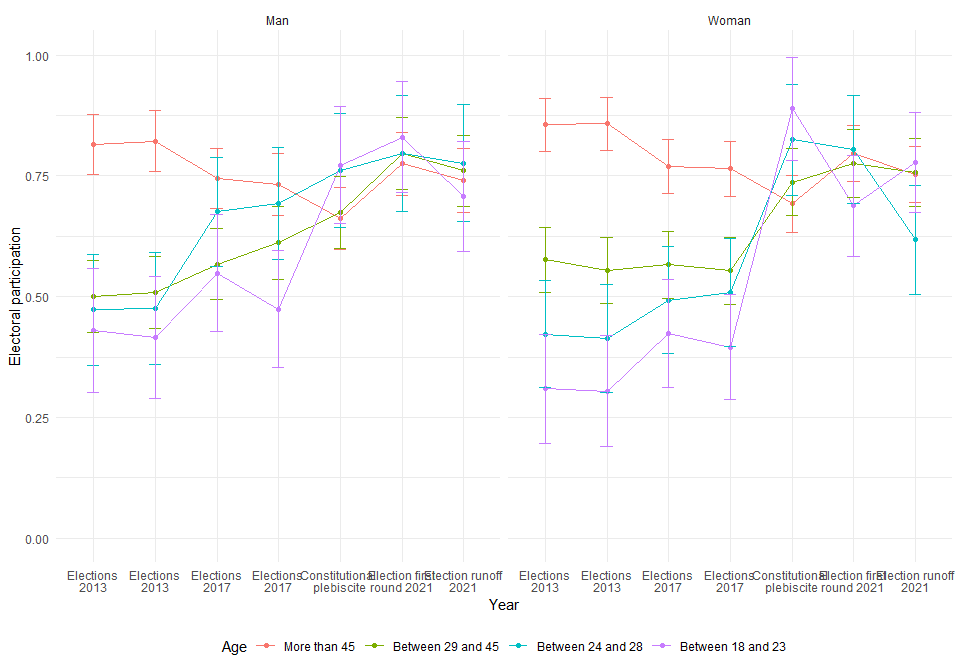 Man
Woman
Electoral participation
1.00
0.75
0.50
0.25
0.00
Elections
2013
Elections
2013
Elections
2017
Elections
2017
Constitutional
plebiscite
Election first
round 2021
Election runoff
2021
Elections
2013
Elections
2013
Elections
2017
Elections
2017
Constitutional
plebiscite
Election first
round 2021
Election runoff
2021
Year
Age
More than 45
Between 29 and 45
Between 24 and 28
Between 18 and 23